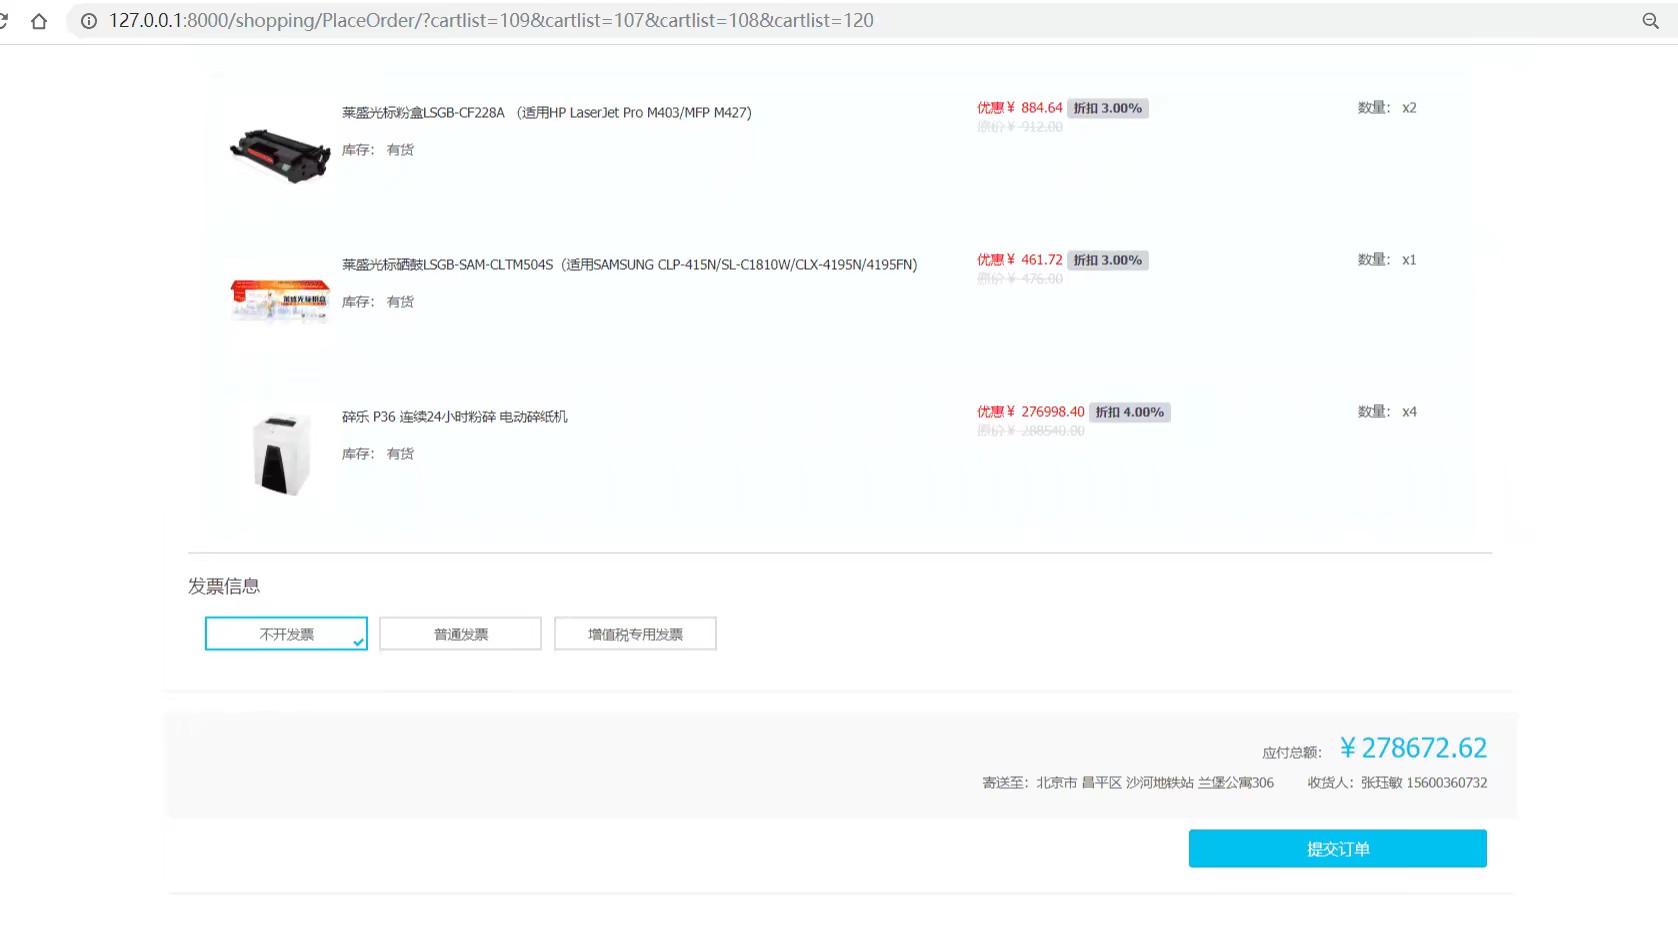 127.0.0.1:8000/shopping/PlaceOrder/?cartlist=109&cartlist=107&cartlist=108&cartlist=120
莱盛光标粉盒LSGB-CF228A （适用HP LaserJet Pro M403/MFP M427)
优惠¥ 884.64 折扣 3.00%
数量： x2
原价¥ 912.00
库存： 有货
莱盛光标硒鼓LSGB-SAM-CLTM504S（适用SAMSUNG CLP-415N/SL-C1810W/CLX-4195N/4195FN)
优惠¥ 461.72 折扣 3.00%
数量： x1
原价¥ 476.00
库存： 有货
碎乐 P36 连续24小时粉碎 电动碎纸机
优惠¥ 276998.40 折扣 4.00%
数量： x4
原价¥ 288540.00
库存： 有货
发票信息
不开发票
普通发票
增值税专用发票
应付总额： ¥278672.62
寄送至：北京市 昌平区 沙河地铁站 兰堡公寓306 收货人：张珏敏 15600360732
提交订单